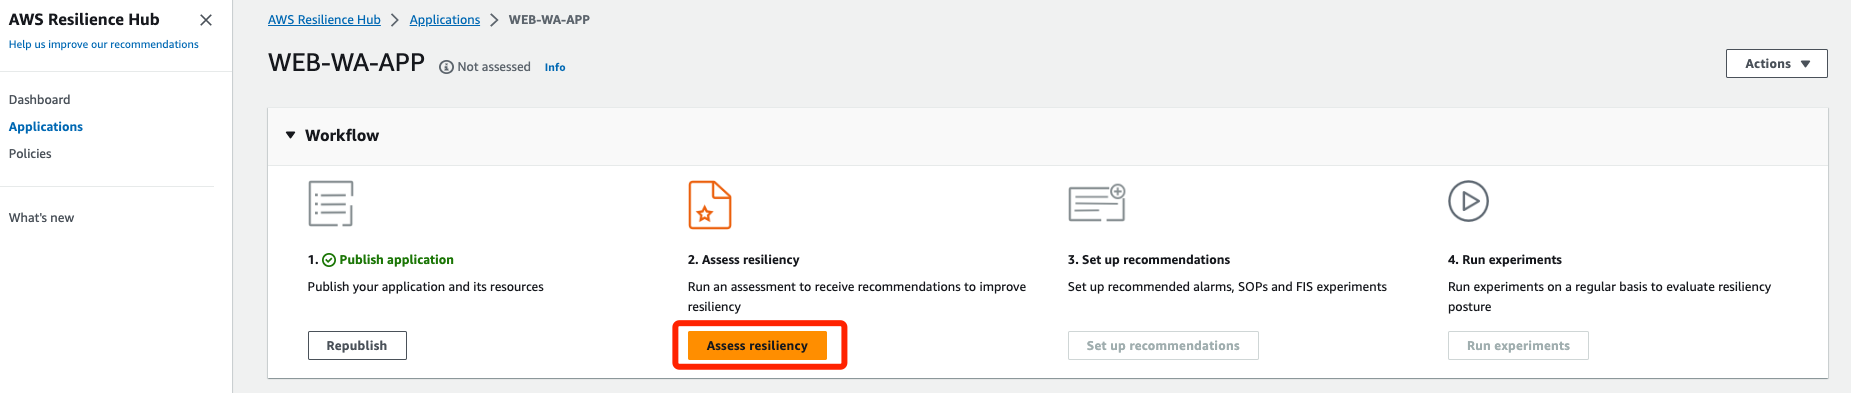 AWS Resilience Hub
Help us improve our recommendations
Dashboard
Applications
Policies
What's new
AWS Resilience Hub > Applications > WEB-WA-APP
WEB-WA-APP Not assessed Info
Actions
Workflow
1. Publish application
Publish your application and its resources
Republish
2. Assess resiliency
Run an assessment to receive recommendations to improve
resiliency
Assess resiliency
3. Set up recommendations
Set up recommended alarms, SOPs and FIS experiments
Set up recommendations
4. Run experiments
Run experiments on a regular basis to evaluate resiliency
posture
Run experiments